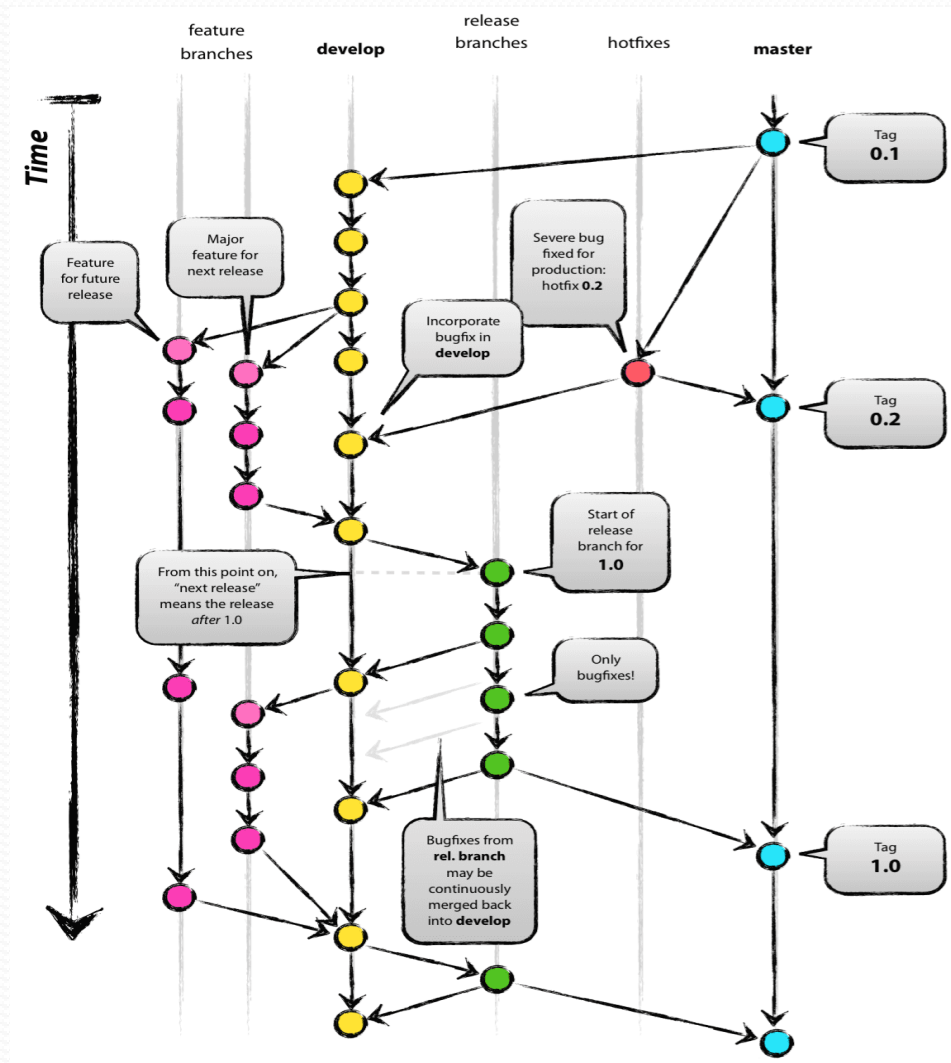 feature
branches
develop
release
branches
hotfixes
master
Time
Tag
0.1
Feature
for future
release
Major
feature for
next release
Severe bug
fixed for
production:
hotfix 0.2
Incorporate
bugfix in
develop
Tag
0.2
Start of
release
branch for
1.0
From this point on,
“next release”
means the release
after 1.0
Only
bugfixes!
Bugfixes from
rel. branch
may be
continuously
merged back
into develop
Tag
1.0